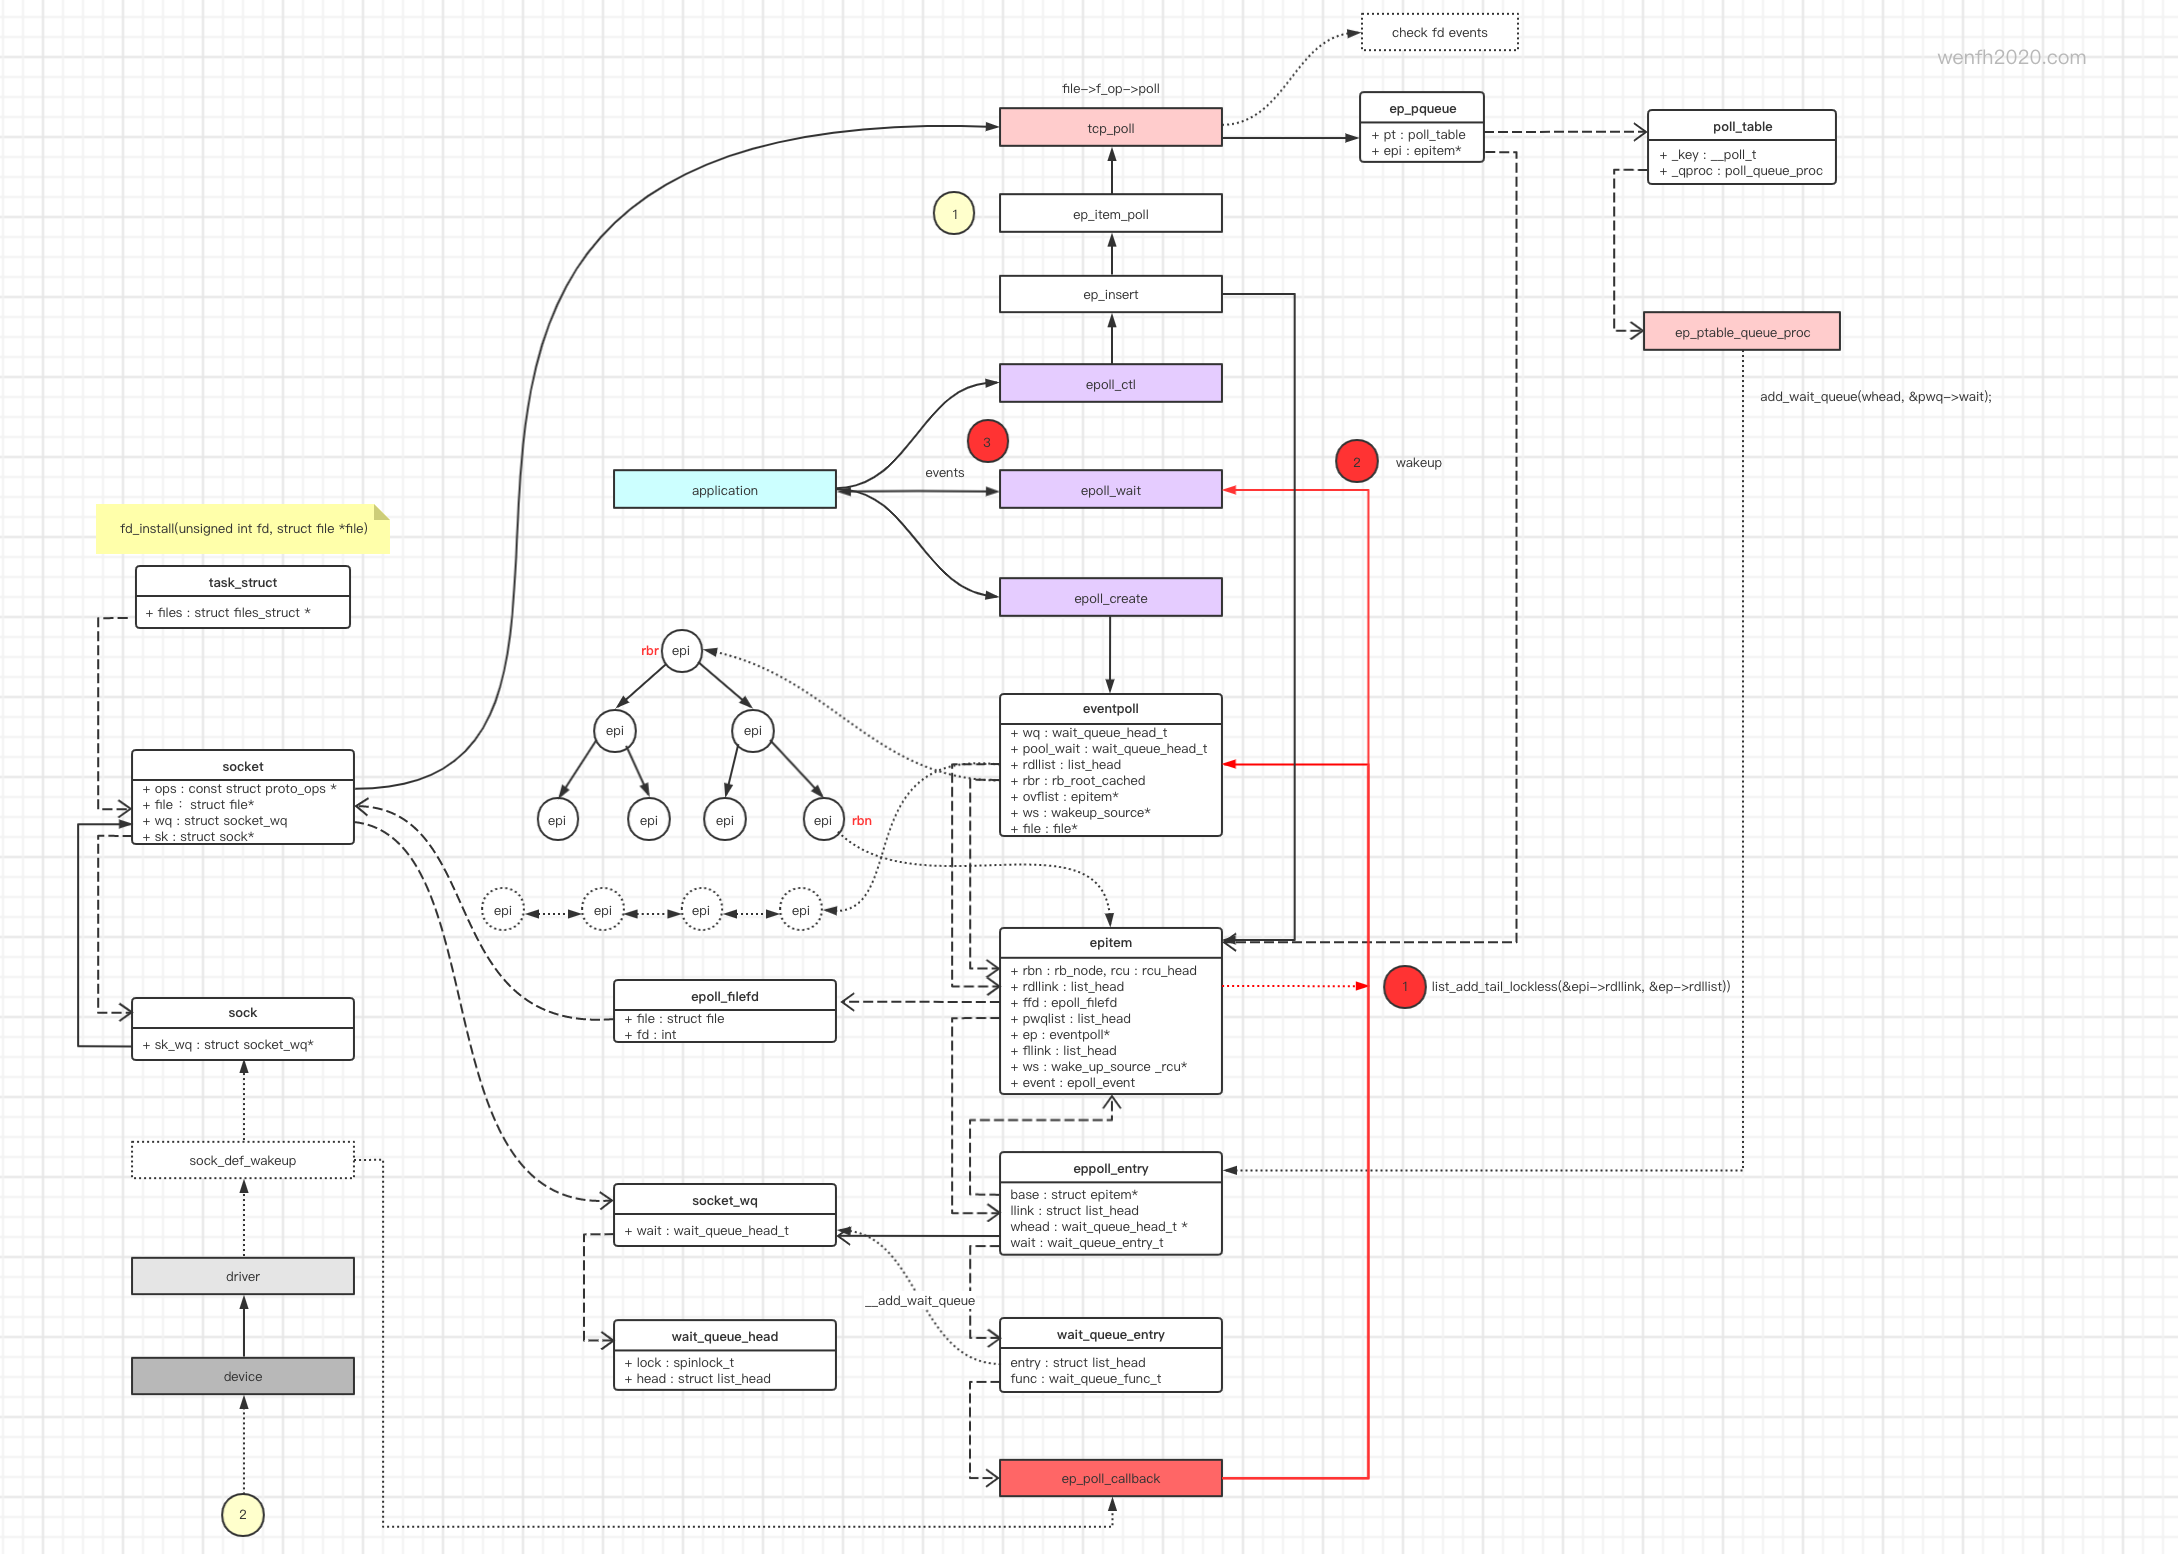 check fd events
wenfh2020.com
file->f_op->poll
tcp_poll
ep_pqueue
+ pt : poll_table
+ epi : epitem*
poll_table
+ _key : __poll_t
+ _qproc : poll_queue_proc
1
ep_item_poll
ep_insert
ep_ptable_queue_proc
epoll_ctl
add_wait_queue(whead, &pwq->wait);
3
events
2
wakeup
application
epoll_wait
fd_install(unsigned int fd, struct file *file)
task_struct
+ files : struct files_struct *
epoll_create
rbr
epi
epi
epi
epi
epi
epi
epi
rbn
eventpoll
+ wq : wait_queue_head_t
+ pool_wait : wait_queue_head_t
+ rdllist : list_head
+ rbr : rb_root_cached
+ ovflist : epitem*
+ ws : wakeup_source*
+ file : file*
socket
+ ops : const struct proto_ops *
+ file： struct file*
+ wq : struct socket_wq
+ sk : struct sock*
epi
epi
epi
epi
epitem
+ rbn : rb_node, rcu : rcu_head
+ rdllink : list_head
+ ffd : epoll_filefd
+ pwqlist : list_head
+ ep : eventpoll*
+ fllink : list_head
+ ws : wake_up_source _rcu*
+ event : epoll_event
1
list_add_tail_lockless(&epi->rdllink, &ep->rdllist))
epoll_filefd
+ file : struct file
+ fd : int
sock
+ sk_wq : struct socket_wq*
sock_def_wakeup
eppoll_entry
base : struct epitem*
llink : struct list_head
whead : wait_queue_head_t *
wait : wait_queue_entry_t
socket_wq
+ wait : wait_queue_head_t
driver
__add_wait_queue
wait_queue_head
+ lock : spinlock_t
+ head : struct list_head
wait_queue_entry
entry : struct list_head
func : wait_queue_func_t
device
ep_poll_callback
2